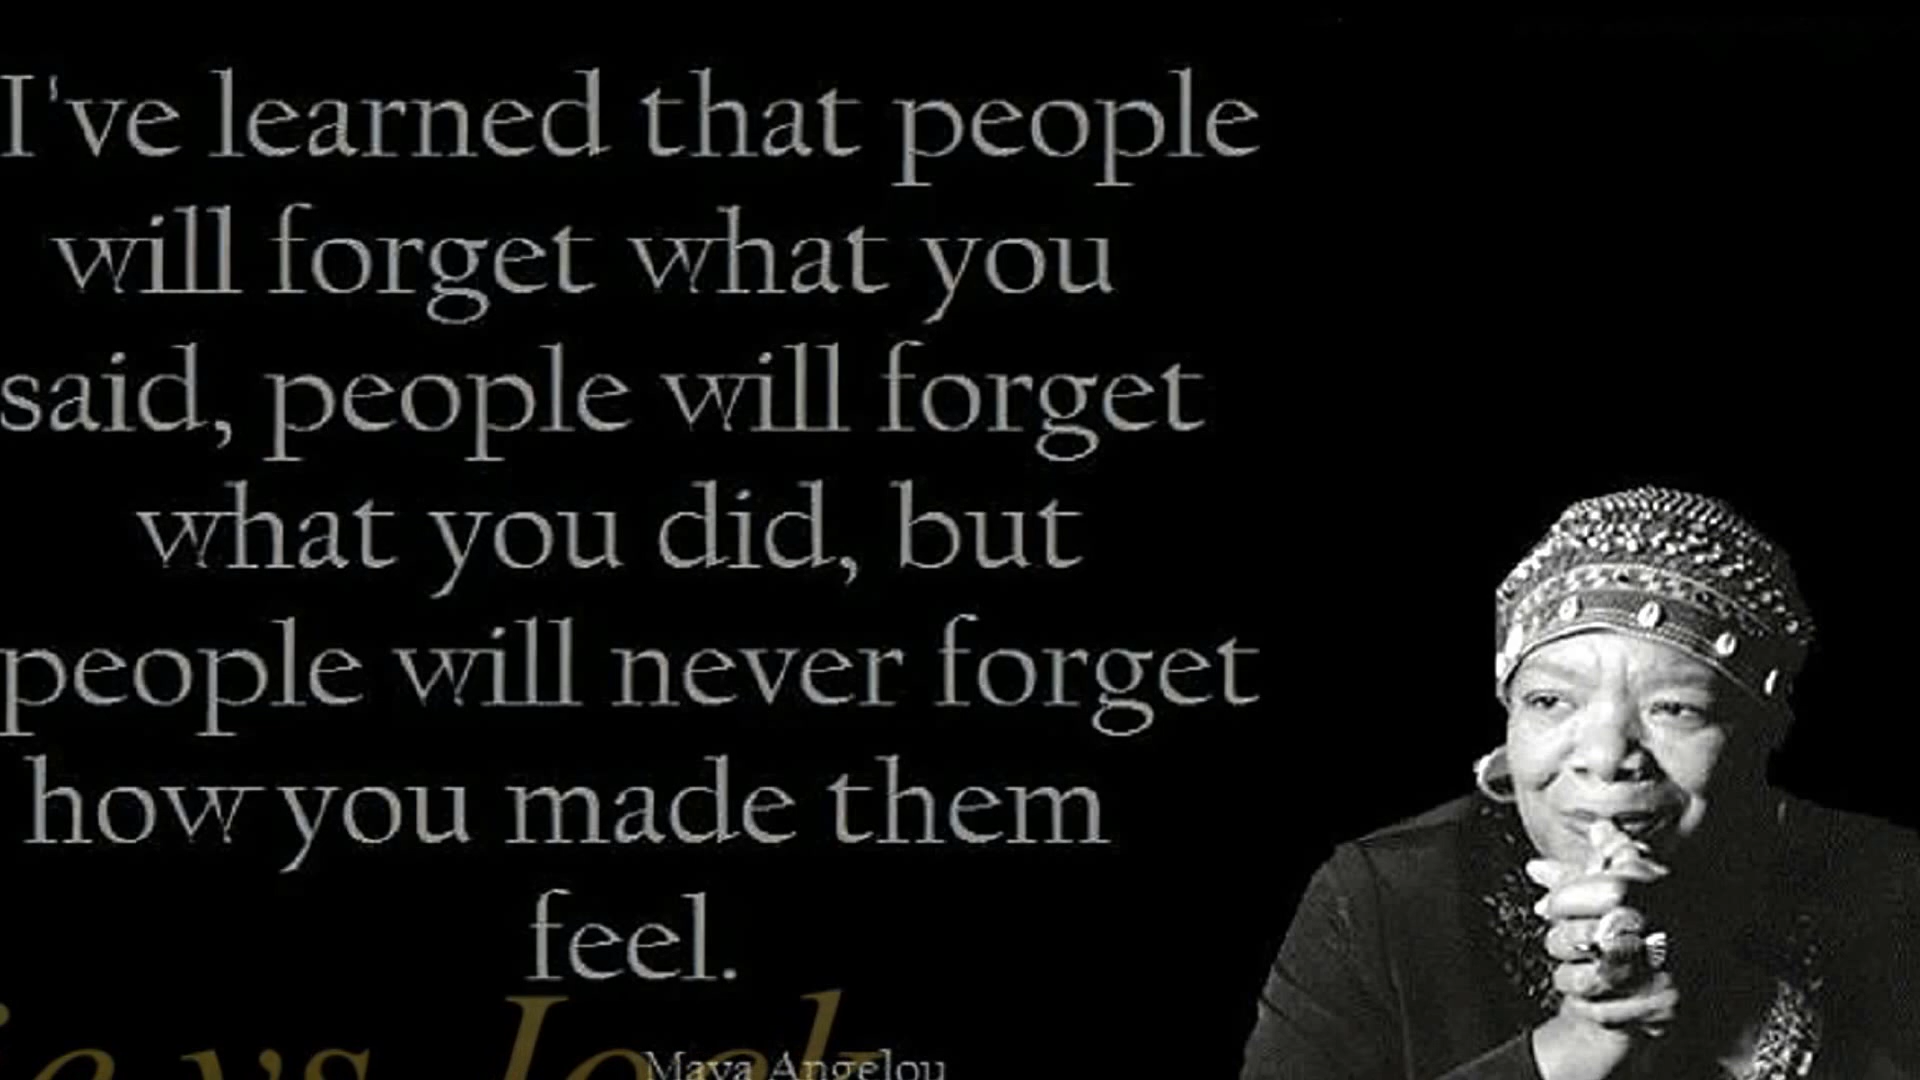 I've learned that people
will forget what you
said, people will forget
what you did, but
people will never forget
how you made them
feel.
vs
Maya Angelou